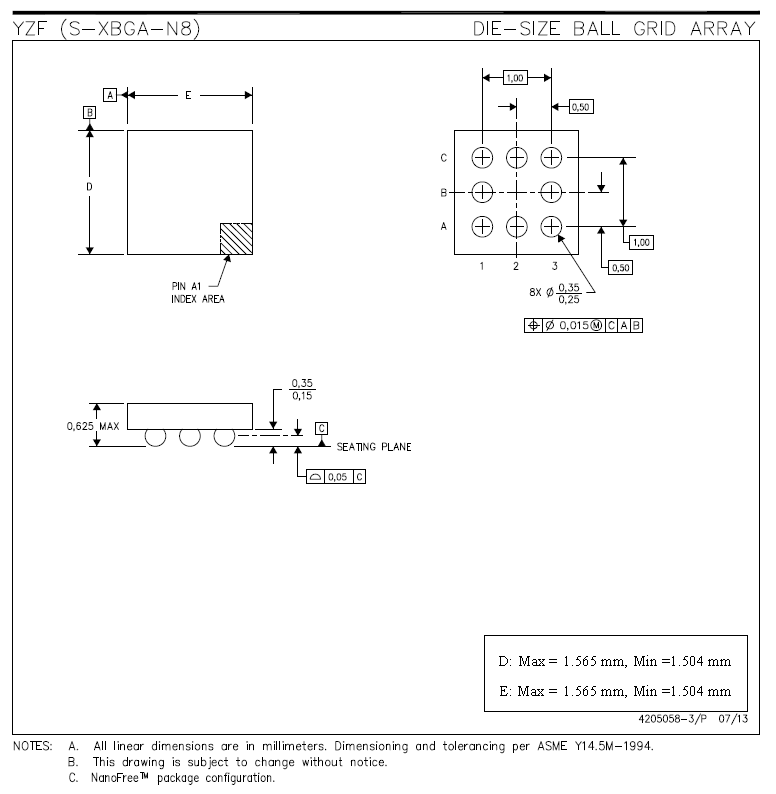 YZF (S-XBGA-N8) DIE-SIZE BALL GRID ARRAY
A E
B
D
PIN A1
INDEX AREA
1,00
0,50
C
B
A
1 2 3
1,00
0,50
8X Ø 0,35
0,25
⌖ Ø 0,015 Ⓜ C A B
0,35
0,15
0,625 MAX
C
SEATING PLANE
⌓ 0,05 C
D: Max = 1.565 mm, Min =1.504 mm
E: Max = 1.565 mm, Min =1.504 mm
4205058-3/P 07/13
NOTES: A. All linear dimensions are in millimeters. Dimensioning and tolerancing per ASME Y14.5M-1994.
B. This drawing is subject to change without notice.
C. NanoFree™ package configuration.